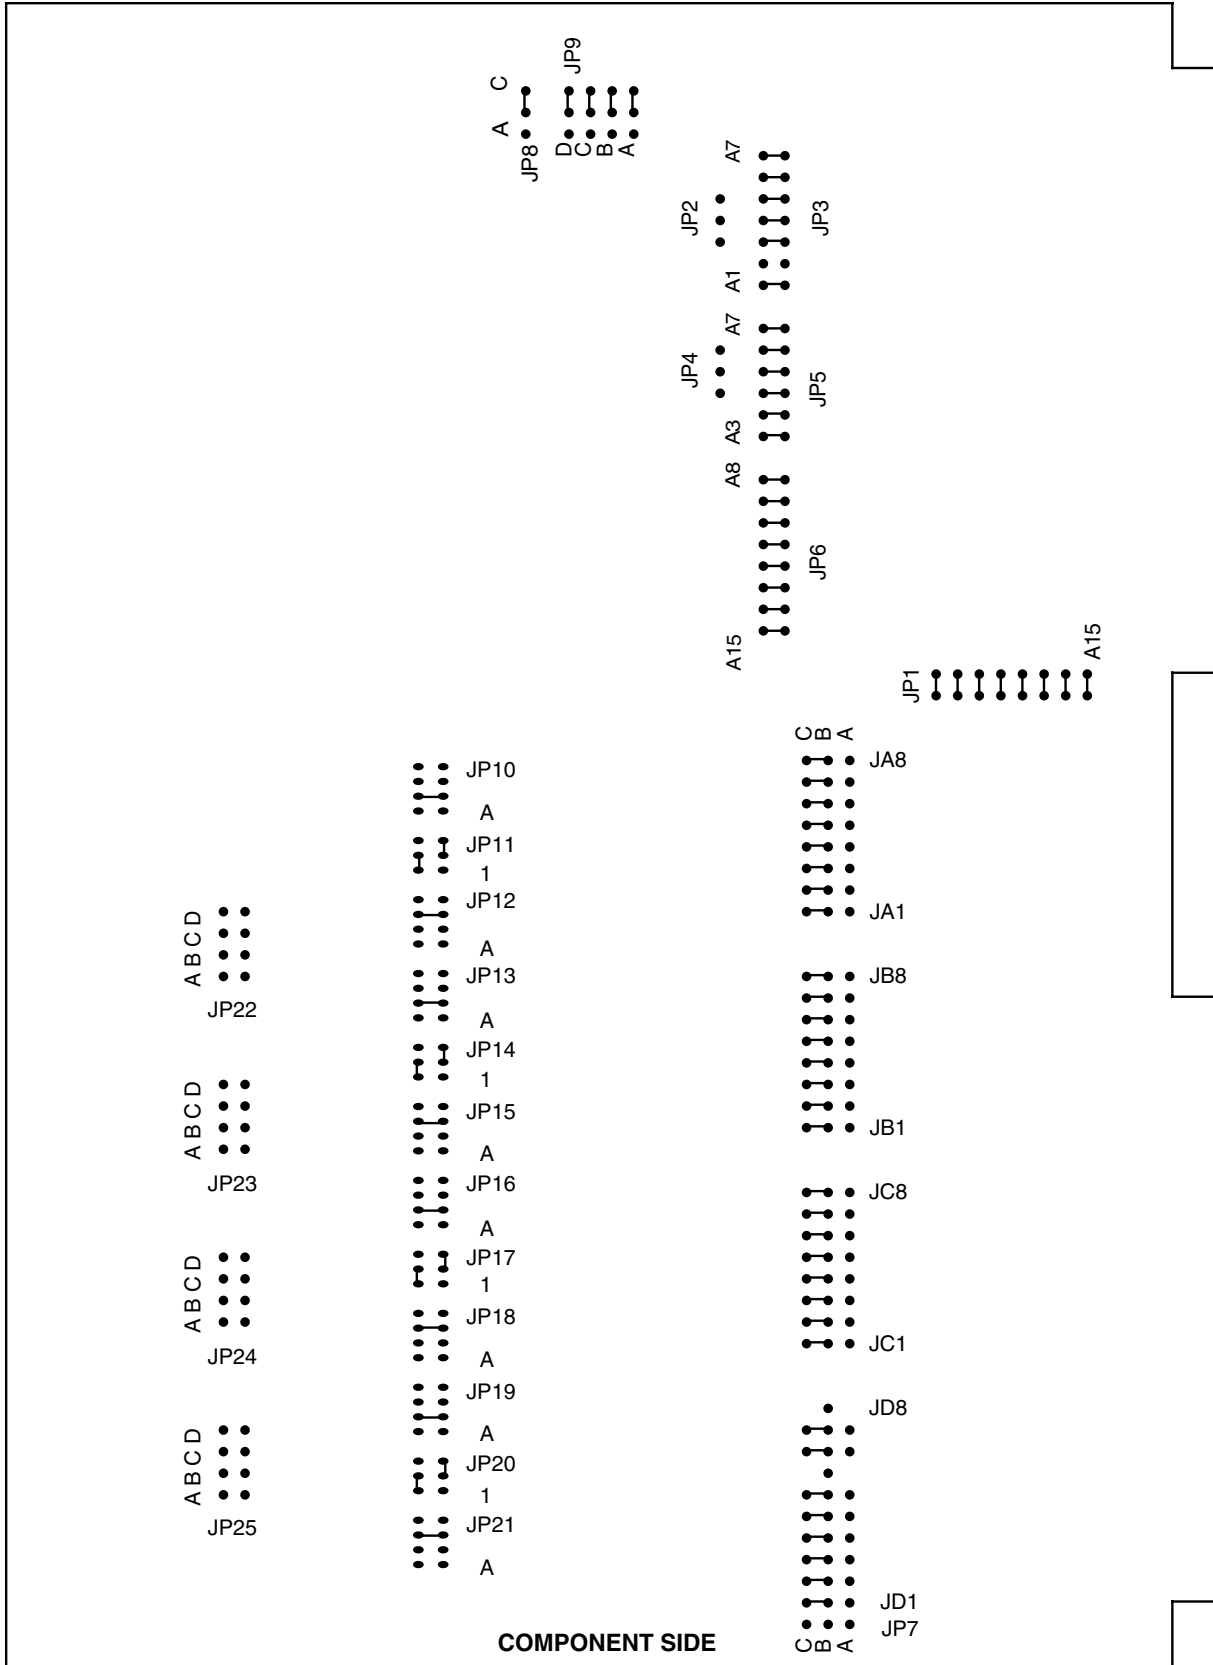 JP9
C
A
JP8
D
C
B
A
A7
JP2
JP3
A1
A7
JP4
JP5
A3
A8
JP6
A15
A15
JP1
C
B
A
JP10
JA8
A
JP11
1
JP12
JA1
A B C D
A
JP13
JB8
JP22
A
JP14
1
A B C D
JP15
JB1
A
JP23
JP16
JC8
A
JP17
A B C D
1
JP18
JC1
JP24
A
JP19
JD8
A
A B C D
JP20
1
JP25
JP21
A
JD1
JP7
C
B
A
COMPONENT SIDE